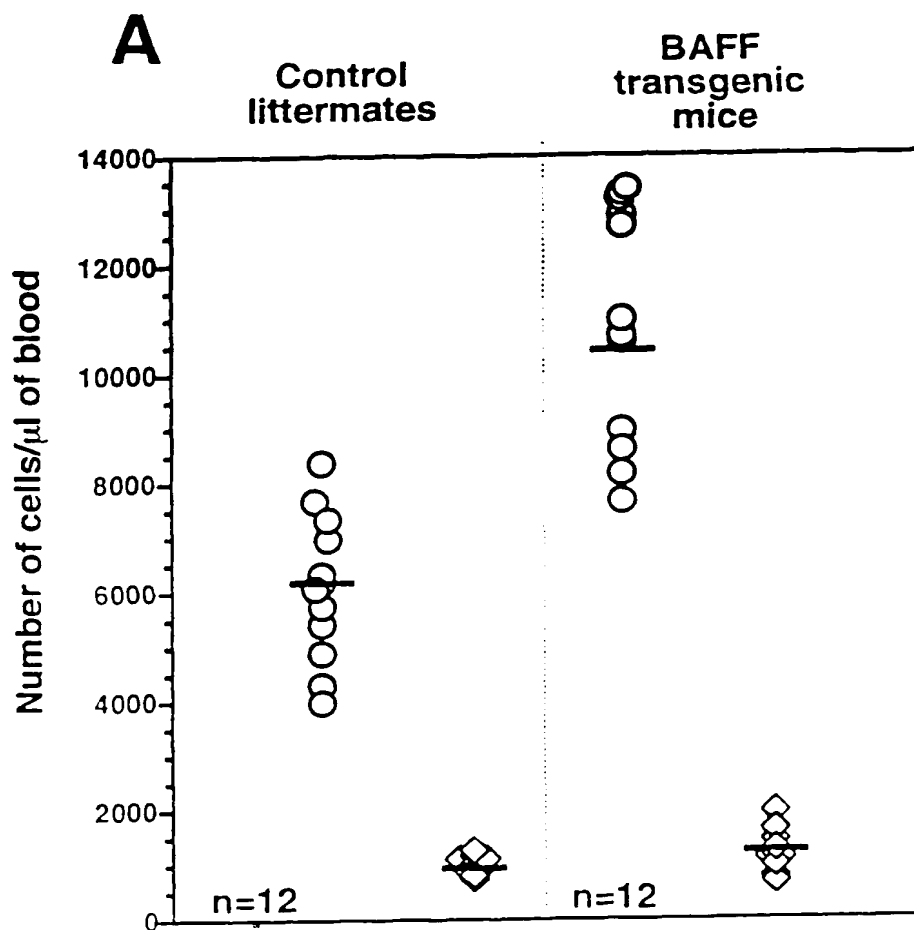 A
Control
littermates
BAFF
transgenic
mice
Number of cells/μl of blood
14000
12000
10000
8000
6000
4000
2000
0
n=12
n=12